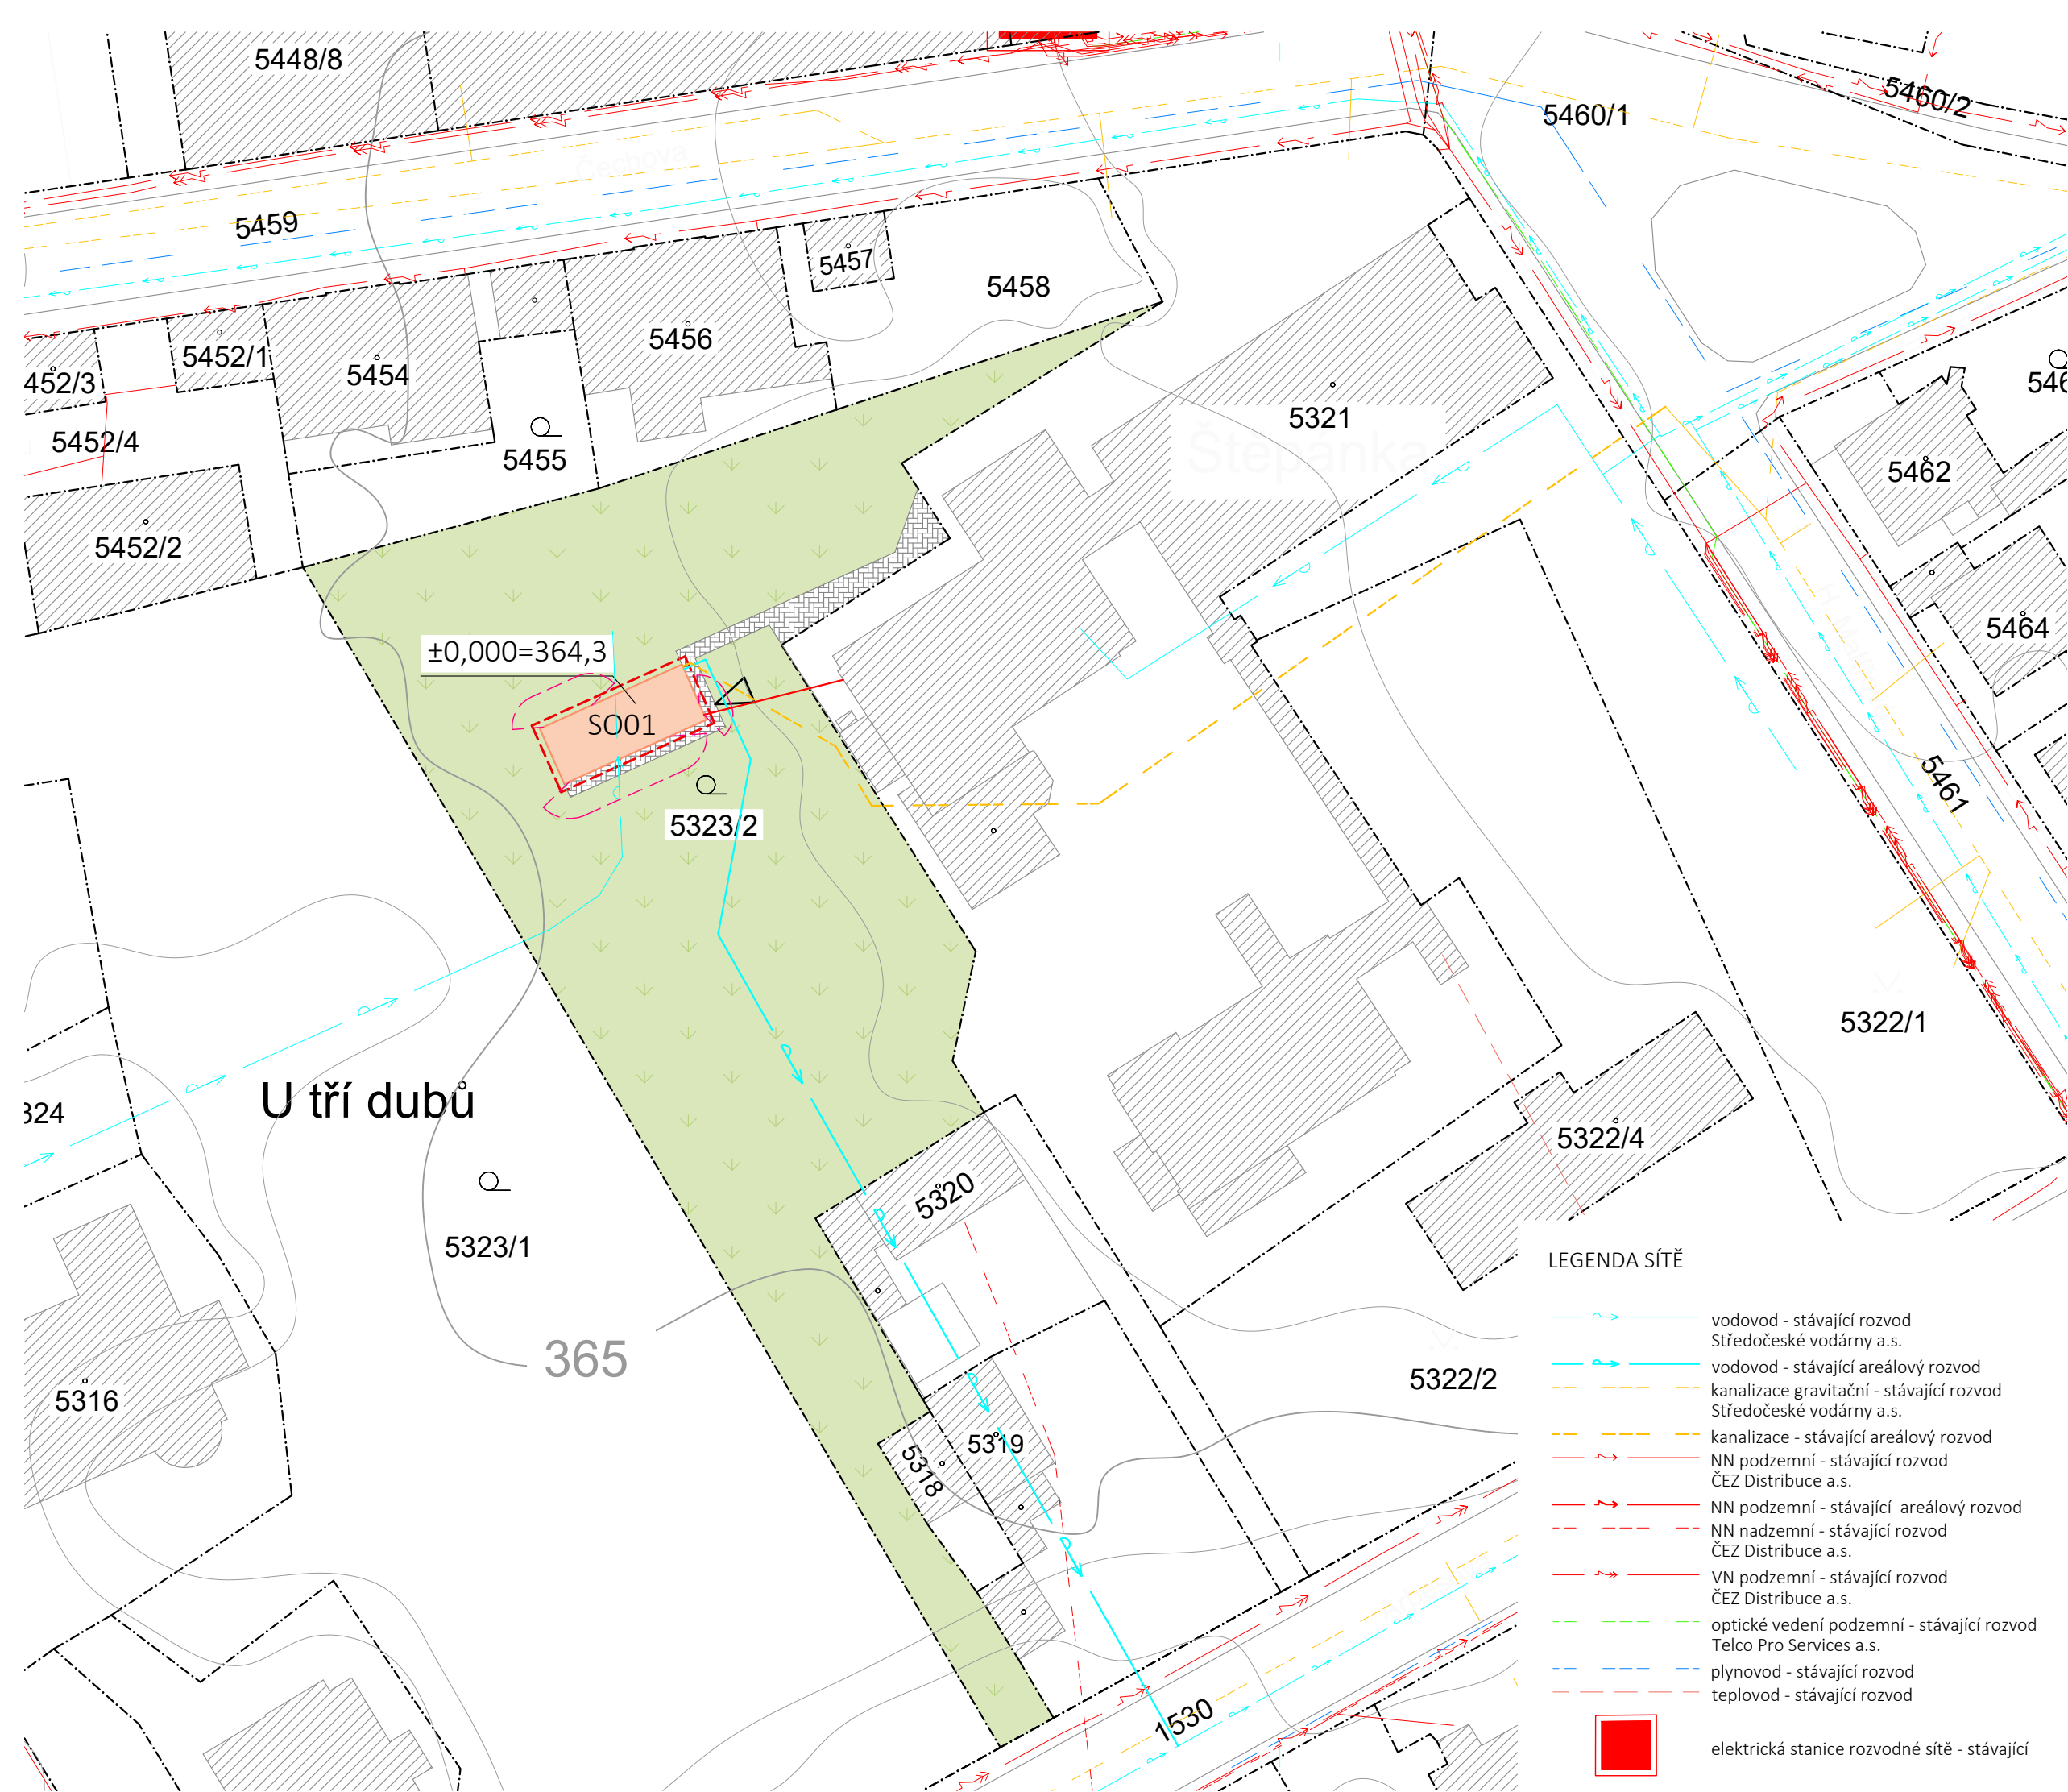 5448/8
5460/1
5460/2
Čechova
5459
5457
5458
5456
5452/1
5454
452/3
5452/4
5455
5452/2
5321
Štěpánka
5462
546
5464
±0,000=364,3
SO01
5323/2
5461
5322/1
U tří dubů
324
5322/4
5320
5323/1
365
5316
5322/2
5319
5318
1530
LEGENDA SÍTĚ
vodovod - stávající rozvod
Středočeské vodárny a.s.
vodovod - stávající areálový rozvod
kanalizace gravitační - stávající rozvod
Středočeské vodárny a.s.
kanalizace - stávající areálový rozvod
NN podzemní - stávající rozvod
ČEZ Distribuce a.s.
NN podzemní - stávající  areálový rozvod
NN nadzemní - stávající rozvod
ČEZ Distribuce a.s.
VN podzemní - stávající rozvod
ČEZ Distribuce a.s.
optické vedení podzemní - stávající rozvod
Telco Pro Services a.s.
plynovod - stávající rozvod
teplovod - stávající rozvod
elektrická stanice rozvodné sítě - stávající